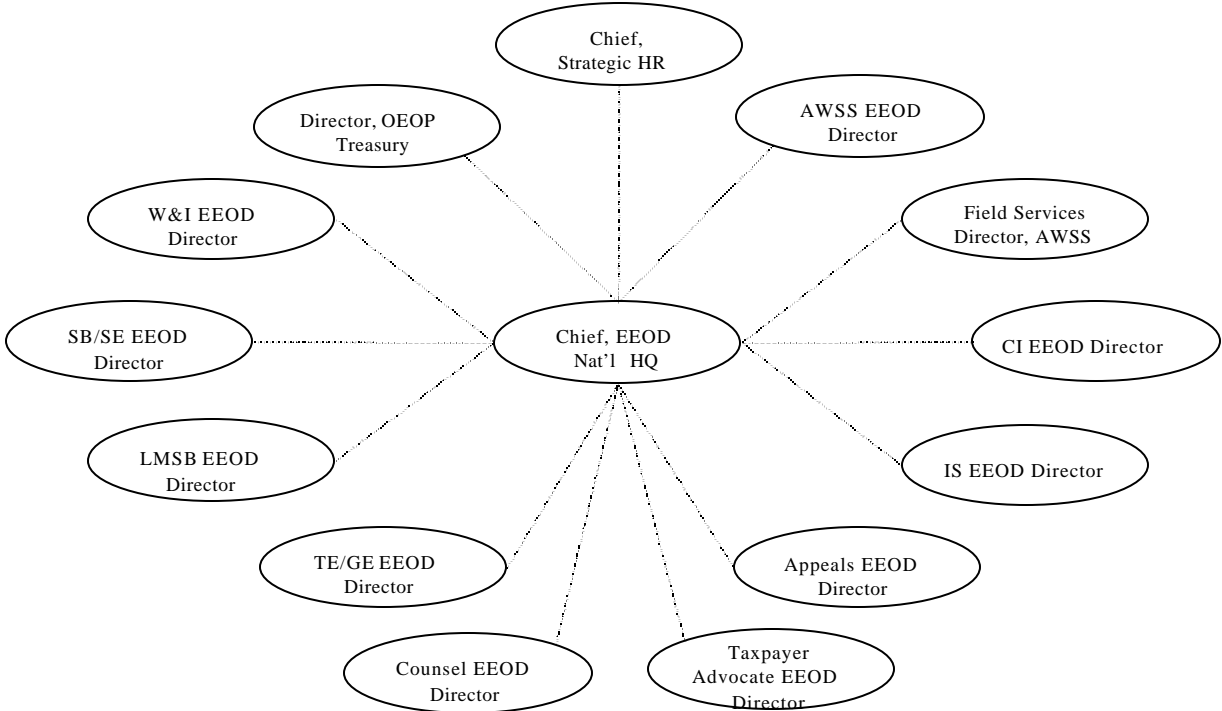 Chief,
Strategic HR
Director, OEOP
Treasury
AWSS EEOD
Director
W&I EEOD
Director
Field Services
Director, AWSS
SB/SE EEOD
Director
Chief, EEOD
Nat'l HQ
CI EEOD Director
LMSB EEOD
Director
IS EEOD Director
TE/GE EEOD
Director
Appeals EEOD
Director
Counsel EEOD
Director
Taxpayer
Advocate EEOD
Director